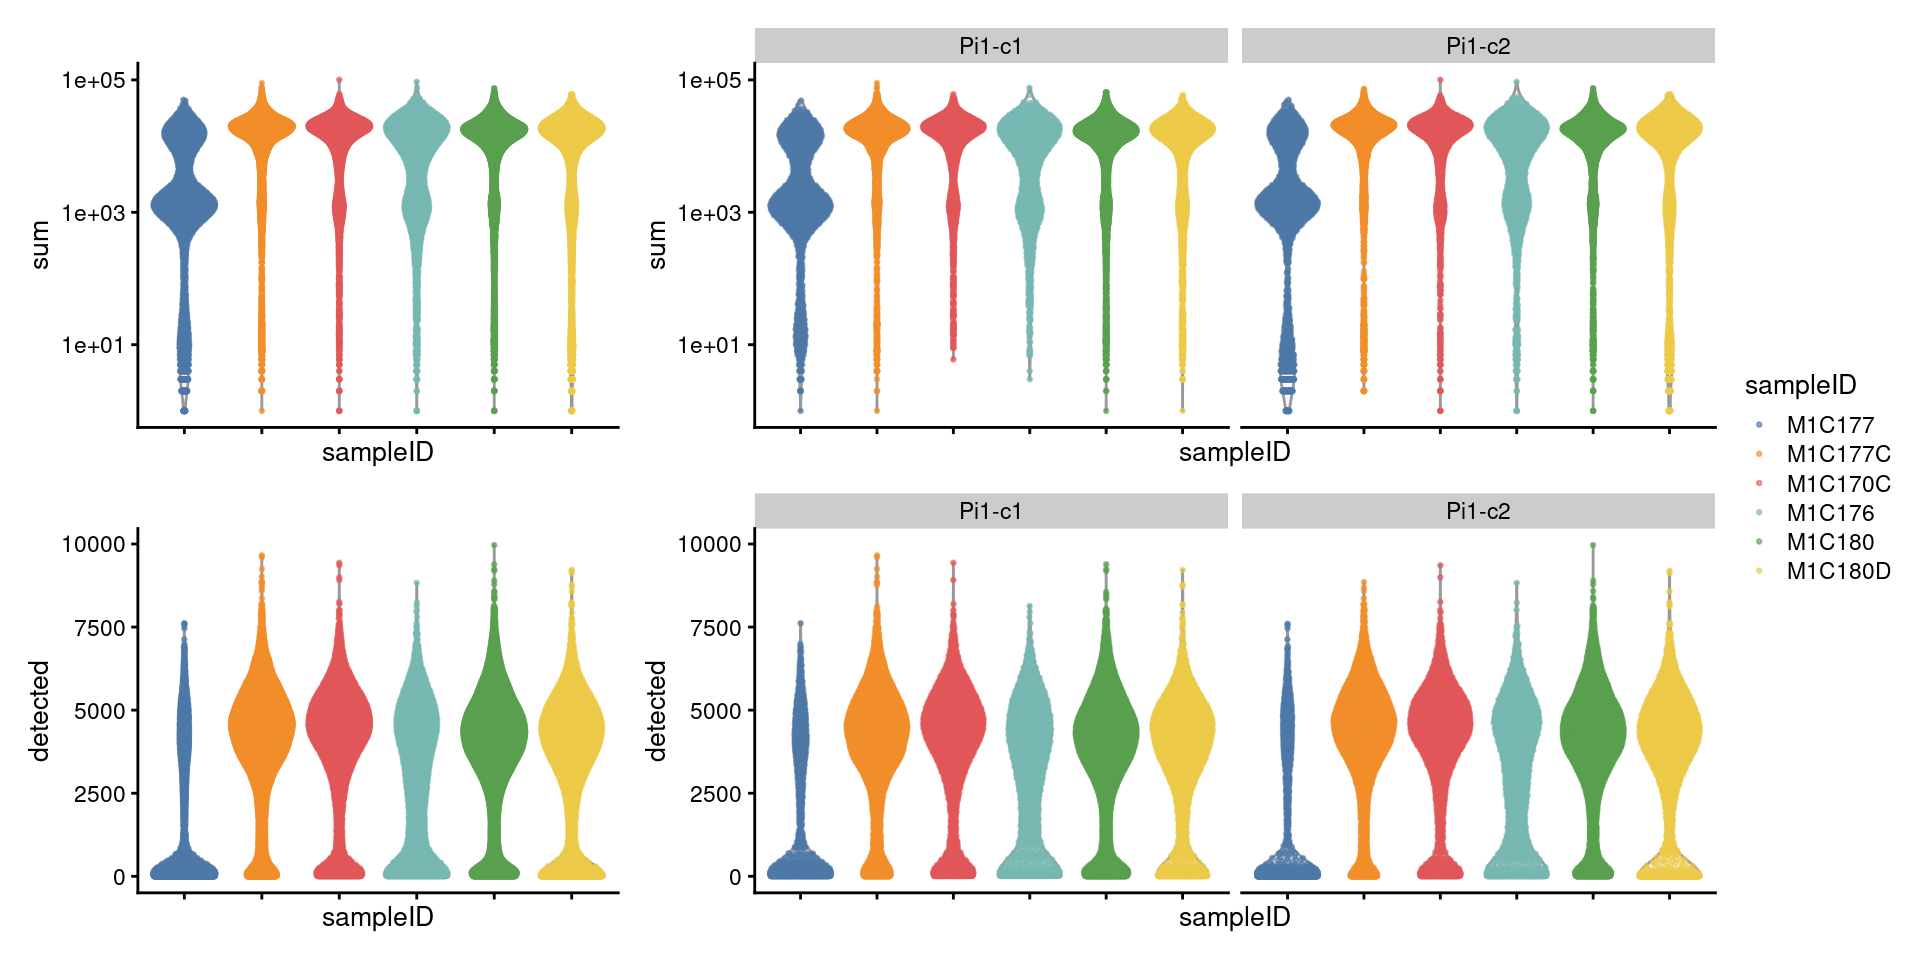 sum
1e+05
1e+03
1e+01
sampleID
Pi1-c1
Pi1-c2
sum
1e+05
1e+03
1e+01
sampleID
detected
10000
7500
5000
2500
0
sampleID
Pi1-c1
Pi1-c2
detected
10000
7500
5000
2500
0
sampleID
sampleID
M1C177
M1C177C
M1C170C
M1C176
M1C180
M1C180D